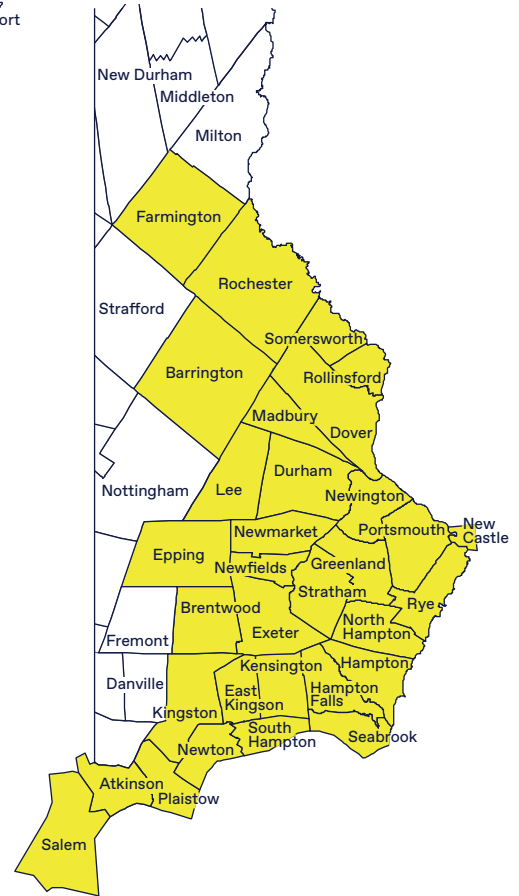 ort
New Durham
Middleton
Milton
Farmington
Rochester
Strafford
Somersworth
Barrington
Rollinsford
Madbury
Dover
Durham
Nottingham
Lee
Newington
Newmarket
Portsmouth
New
Castle
Epping
Newfields
Greenland
Stratham
Brentwood
Rye
North
Hampton
Exeter
Fremont
Kensington
Hampton
Danville
East
Kingson
Hampton
Falls
Kingston
South
Hampton
Seabrook
Newton
Atkinson
Plaistow
Salem